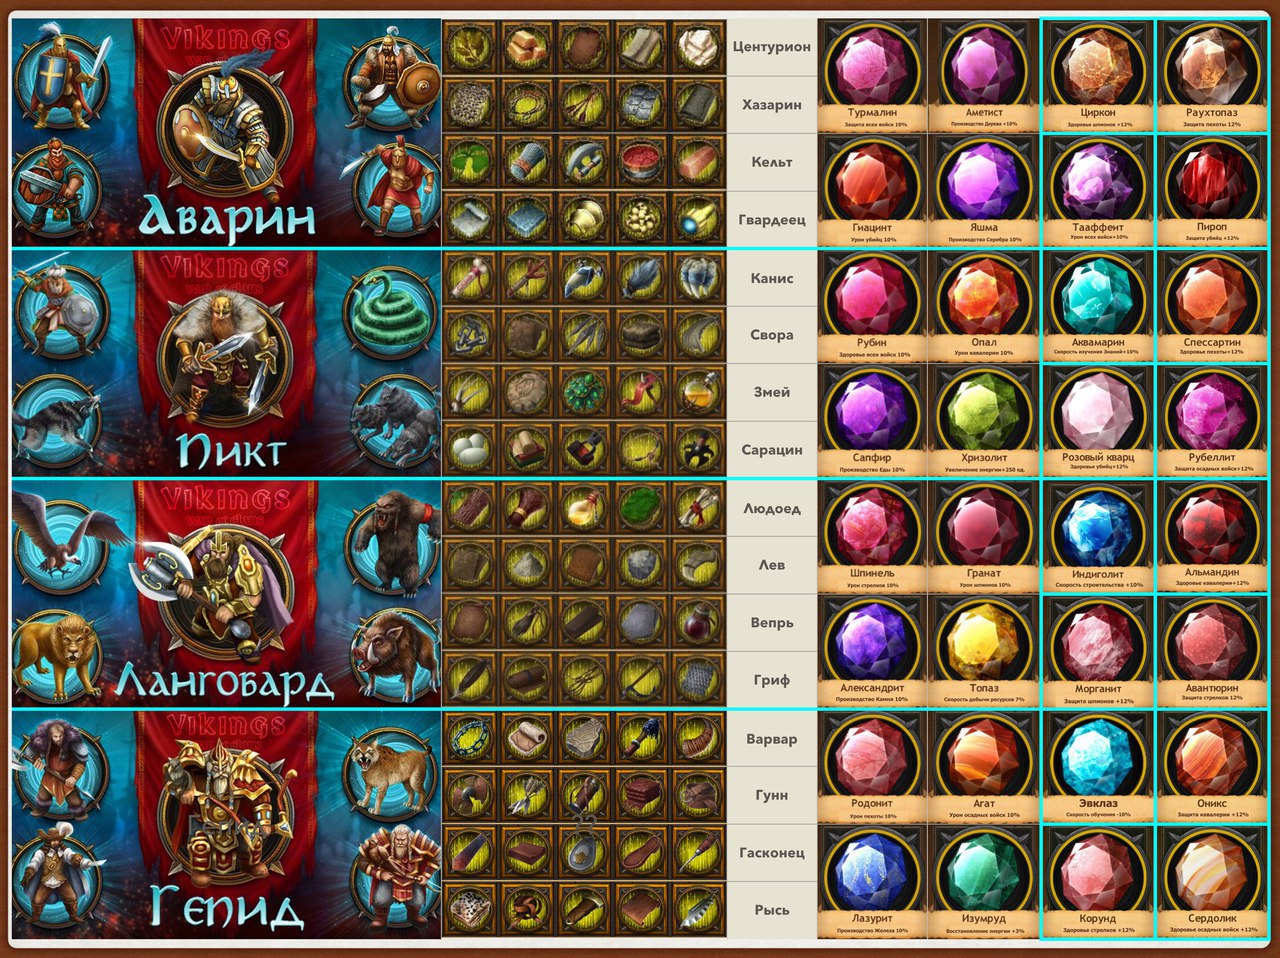 Vikings
Аварин
Центурион
Хазарин
Кельт
Гвардеец
Турмалин
Защита всех войск 10%
Аметист
Производство Дерева +10%
Циркон
Здоровье шпионов +12%
Раухтопаз
Защита пехоты 12%
Гиацинт
Урон убийц 10%
Яшма
Производство Серебра 10%
Тааффеит
Урон всех войск+10%
Пироп
Защита убийц +12%
Vikings
Пикт
Канис
Свора
Змей
Сарацин
Рубин
Здоровье всех войск 10%
Опал
Урон кавалерии 10%
Аквамарин
Скорость изучения Знаний+10%
Спессартин
Здоровье пехоты+12%
Сапфир
Производство Еды 10%
Хризолит
Увеличение энергии+250 ед.
Розовый кварц
Здоровье убийц+12%
Рубеллит
Защита осадных войск+12%
Vikings
Лангобард
Людоед
Лев
Вепрь
Гриф
Шпинель
Урон стрелков 10%
Гранат
Урон шпионов 10%
Индиголит
Скорость строительства +10%
Альмандин
Здоровье кавалерии+12%
Александрит
Производство Камня 10%
Топаз
Скорость добычи ресурсов 7%
Морганит
Защита шпионов +12%
Авантюрин
Защита стрелков 12%
Vikings
Гепид
Варвар
Гунн
Гасконец
Рысь
Родонит
Урон пехоты 10%
Агат
Урон осадных войск 10%
Эвклаз
Скорость обучения -10%
Оникс
Защита кавалерии +12%
Лазурит
Производство Железа 10%
Изумруд
Восстановление энергии +3%
Корунд
Здоровье стрелков +12%
Сердолик
Здоровье осадных войск +12%